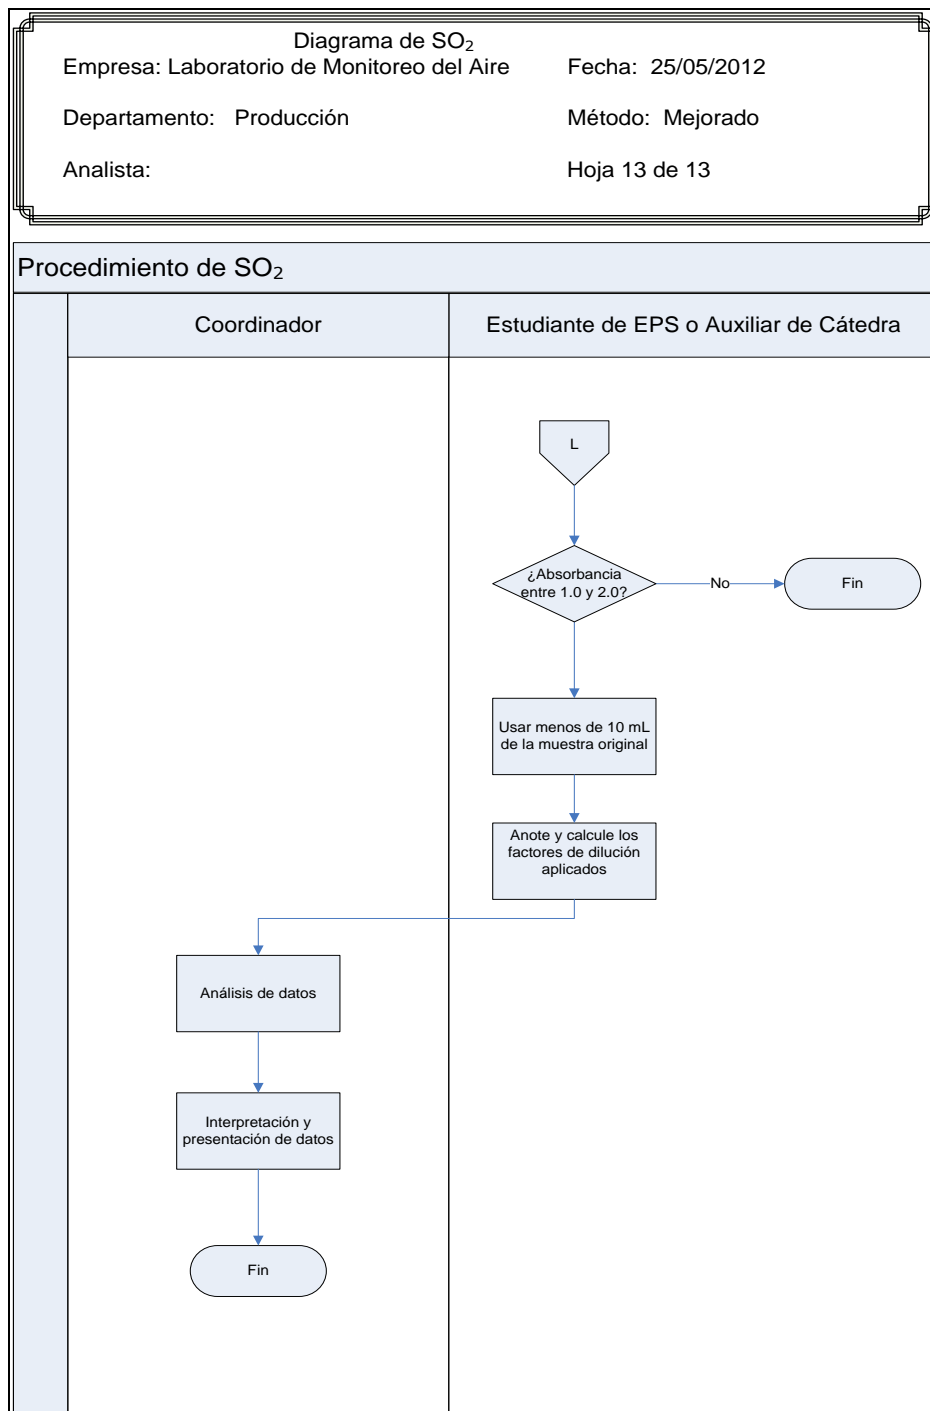 Diagrama de SO₂
Empresa: Laboratorio de Monitoreo del Aire Fecha: 25/05/2012
Departamento: Producción Método: Mejorado
Analista: Hoja 13 de 13
Procedimiento de SO₂
Coordinador Estudiante de EPS o Auxiliar de Cátedra
L
¿Absorbancia
entre 1.0 y 2.0?
No
Fin
Usar menos de 10 mL
de la muestra original
Anote y calcule los
factores de dilución
aplicados
Análisis de datos
Interpretación y
presentación de datos
Fin